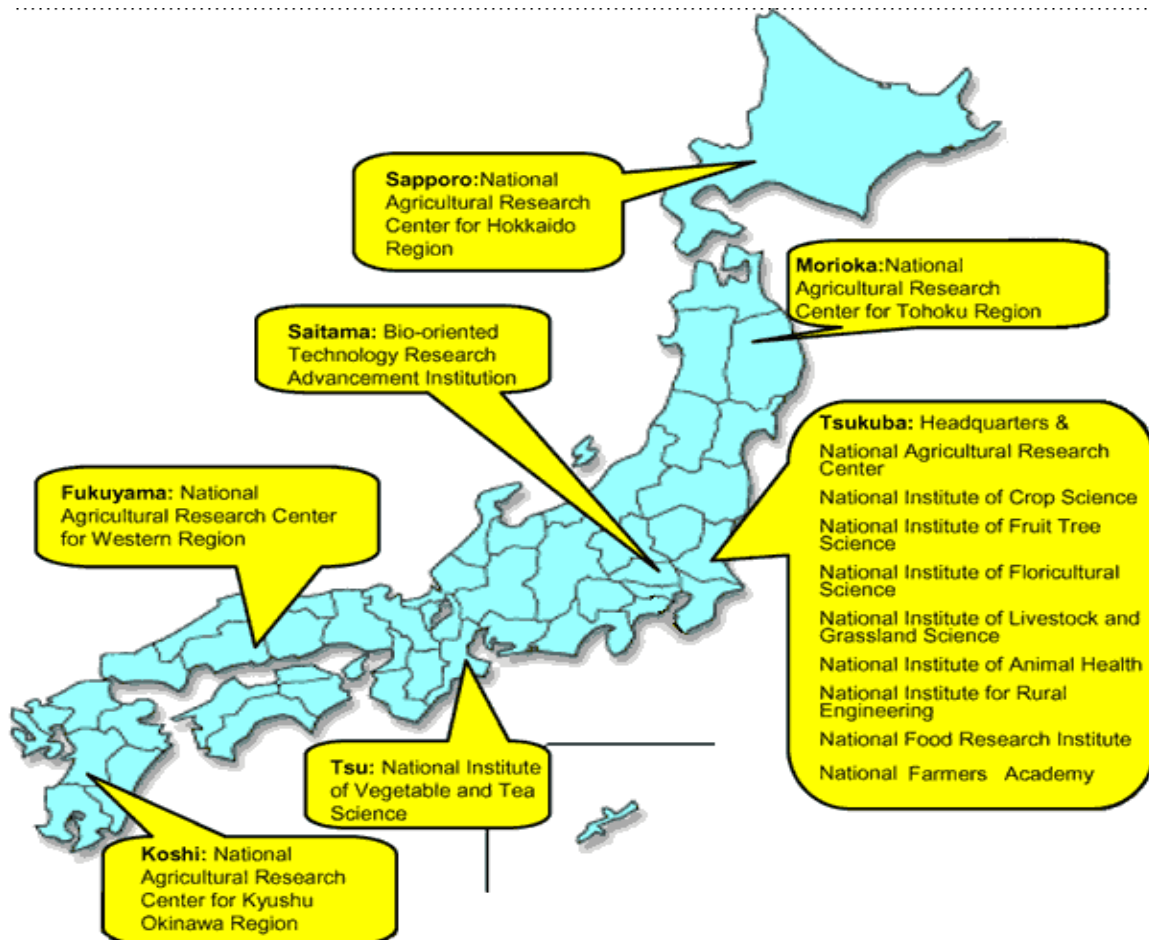 Sapporo:National
Agricultural Research
Center for Hokkaido
Region
Morioka:National
Agricultural Research
Center for Tohoku Region
Saitama: Bio-oriented
Technology Research
Advancement Institution
Tsukuba: Headquarters &
National Agricultural Research
Center
National Institute of Crop Science
National Institute of Fruit Tree
Science
National Institute of Floricultural
Science
National Institute of Livestock and
Grassland Science
National Institute of Animal Health
National Institute for Rural
Engineering
National Food Research Institute
National Farmers Academy
Fukuyama: National
Agricultural Research Center
for Western Region
Tsu: National Institute
of Vegetable and Tea
Science
Koshi: National
Agricultural Research
Center for Kyushu
Okinawa Region